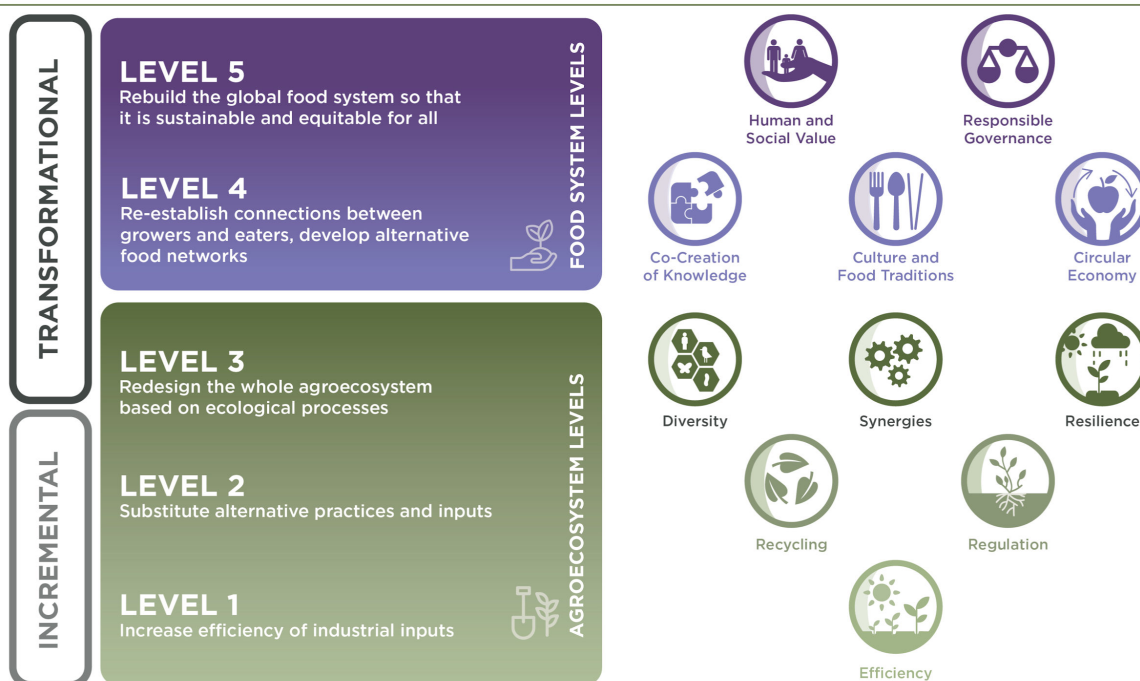 TRANSFORMATIONAL
INCREMENTAL
LEVEL 5
Rebuild the global food system so that
it is sustainable and equitable for all
LEVEL 4
Re-establish connections between
growers and eaters, develop alternative
food networks
FOOD SYSTEM LEVELS
LEVEL 3
Redesign the whole agroecosystem
based on ecological processes
LEVEL 2
Substitute alternative practices and inputs
LEVEL 1
Increase efficiency of industrial inputs
AGROECOSYSTEM LEVELS
Human and
Social Value
Responsible
Governance
Co-Creation
of Knowledge
Culture and
Food Traditions
Circular
Economy
Diversity
Synergies
Resilience
Recycling
Regulation
Efficiency